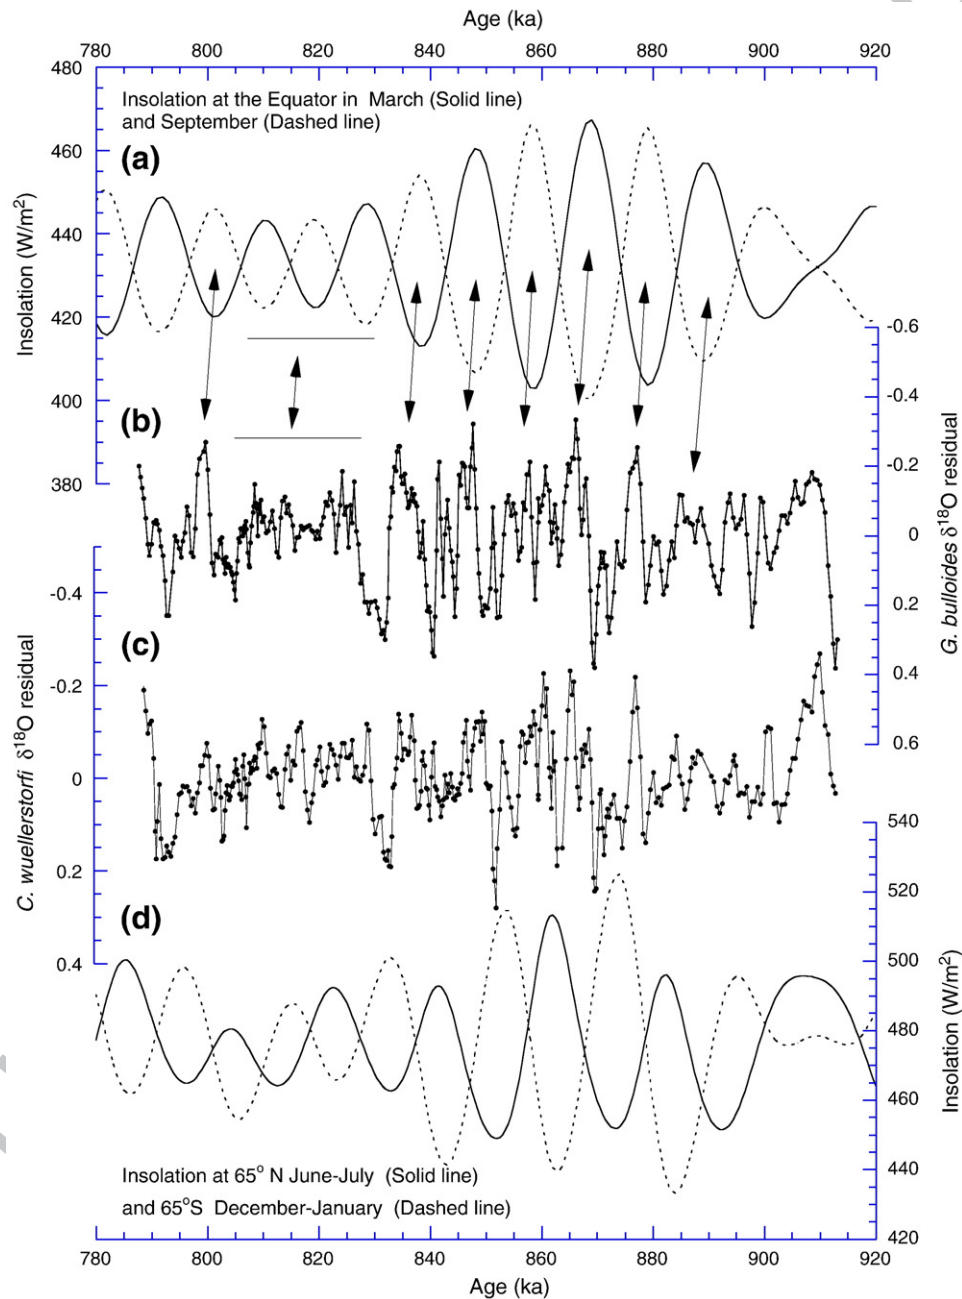 Age (ka)
780 800 820 840 860 880 900 920
480
460
440
420
400
380
Insolation (W/m²)
Insolation at the Equator in March (Solid line)
and September (Dashed line)
(a)
-0.6
-0.4
-0.2
0
0.2
0.4
0.6
G. bulloides δ¹⁸O residual
(b)
-0.4
-0.2
0
0.2
0.4
C. wuellerstorfi δ¹⁸O residual
(c)
540
520
500
480
460
440
420
Insolation (W/m²)
(d)
Insolation at 65° N June-July (Solid line)
and 65°S December-January (Dashed line)
780 800 820 840 860 880 900 920
Age (ka)